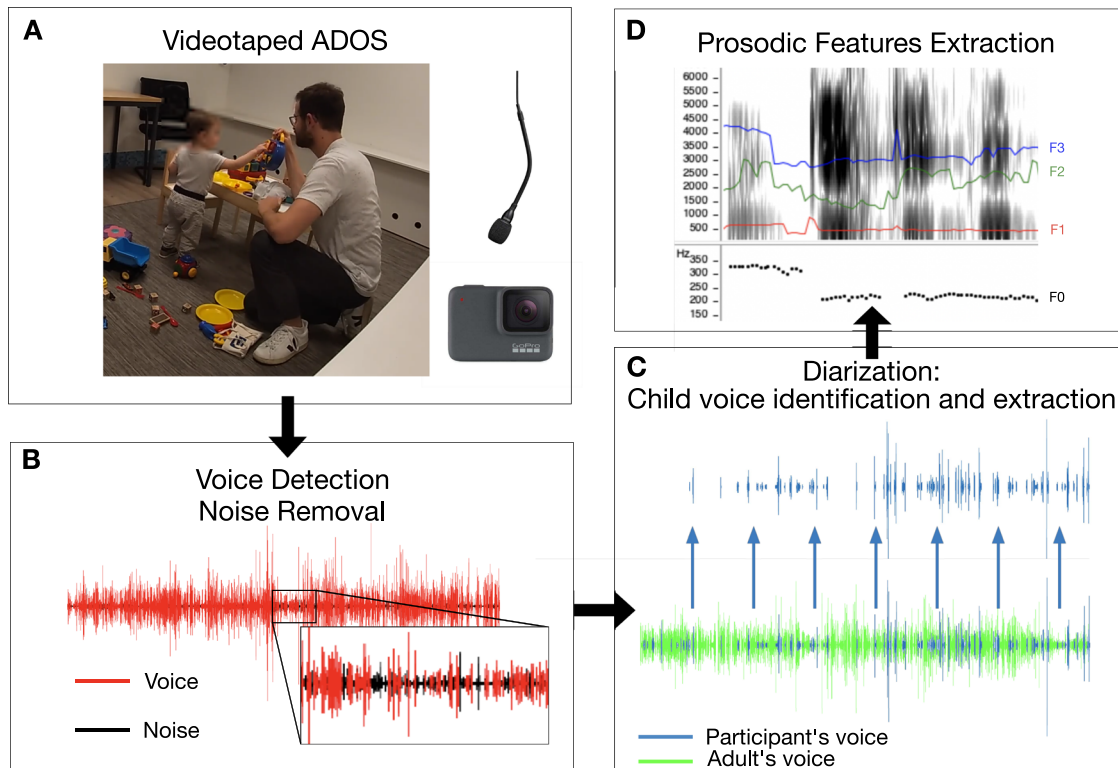 A
Videotaped ADOS
GoPro
B
Voice Detection
Noise Removal
Voice
Noise
C
Diarization:
Child voice identification and extraction
Participant's voice
Adult's voice
D
Prosodic Features Extraction
6000
5500
5000
4500
4000
3500
3000
2500
2000
1500
1000
500
F3
F2
F1
Hz
350
300
250
200
150
F0